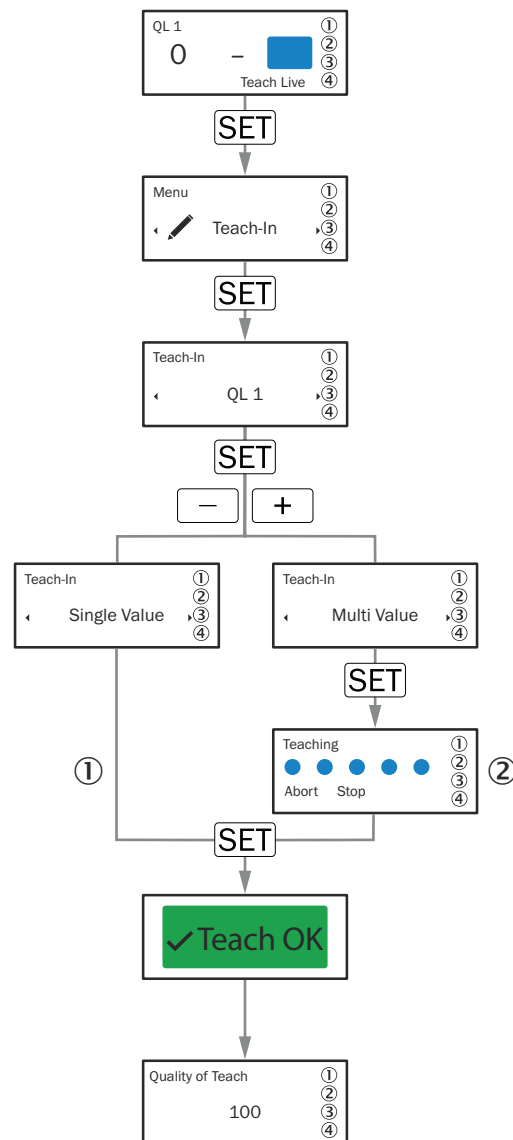 QL 1 ①
0 – ②
③
Teach Live ④
SET
Menu ①
②
Teach-In ③
④
SET
Teach-In ①
②
QL 1 ③
④
SET
– +
Teach-In ①
②
Single Value ③
④
Teach-In ①
②
Multi Value ③
④
SET
Teaching ①
②
③
Abort Stop ④
①
②
SET
✓ Teach OK
Quality of Teach ①
②
100 ③
④